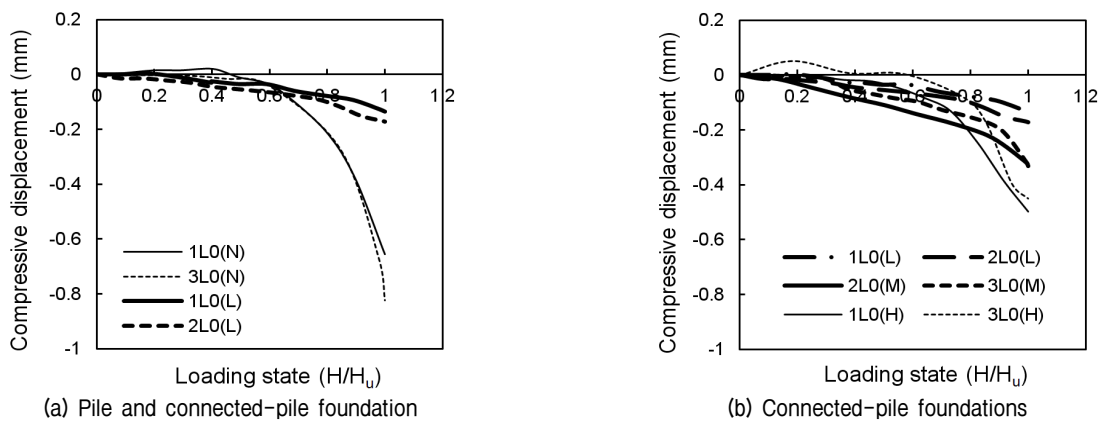 0.2
0
-0.2
-0.4
-0.6
-0.8
-1
0 0.2 0.4 0.6 0.8 1 12
Compressive displacement (mm)
1L0(N)
3L0(N)
1L0(L)
2L0(L)
Loading state (H/Hu)
(a) Pile and connected-pile foundation
0.2
0
-0.2
-0.4
-0.6
-0.8
-1
0 0.2 0.4 0.6 0.8 1 12
Compressive displacement (mm)
1L0(L) 2L0(L)
2L0(M) 3L0(M)
1L0(H) 3L0(H)
Loading state (H/Hu)
(b) Connected-pile foundations